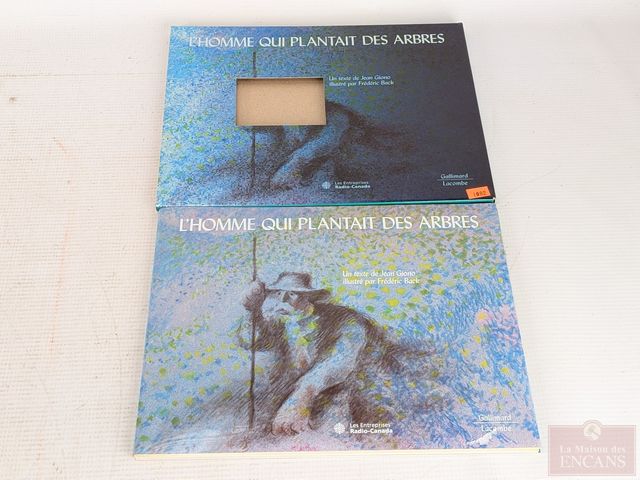 L'HOMME QUI PLANTAIT DES ARBRES
Un texte de Jean Giono
illustré par Frédéric Back
Les Entreprises
Radio-Canada
Gallimard
Lacombe
L'HOMME QUI PLANTAIT DES ARBRES
Un texte de Jean Giono
illustré par Frédéric Back
Les Entreprises
Radio-Canada
Gallimard
Lacombe
La Maison des
ENCANS